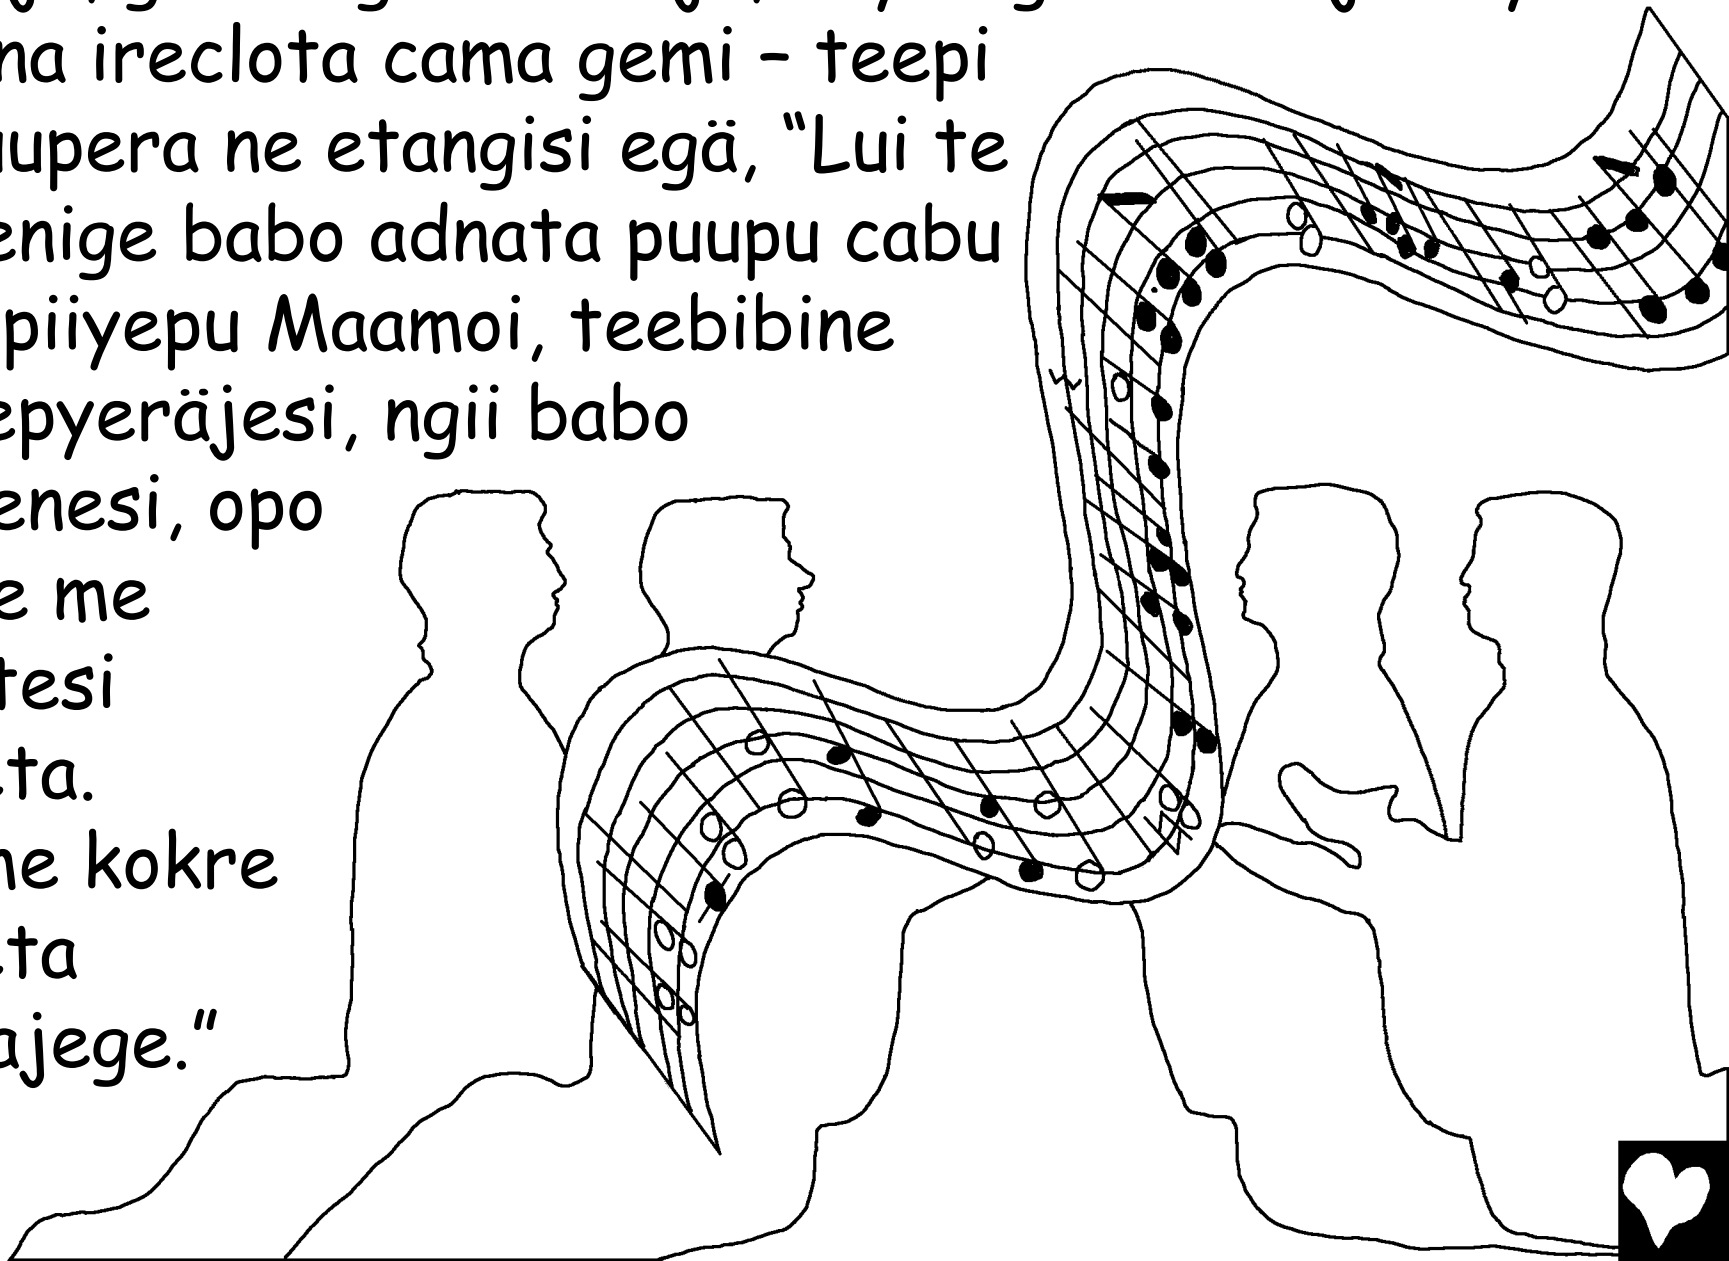 na ireclota cama gemi – teepi
upera ne etangisi egä, “Lui te
enige babo adnata puupu cabu
piiyepu Maamoi, teebibine
epyeräjesi, ngii babo
enesi, opo
e me
tesi
ta.
ne kokre
ta
ajege.”